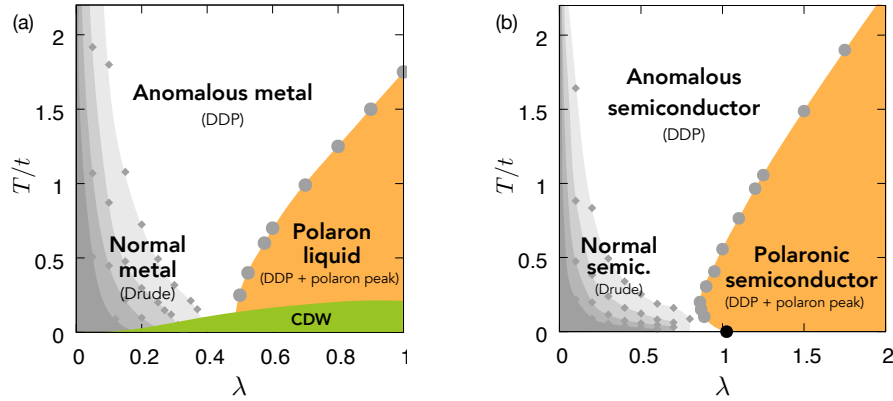 (a)
2
1.5
1
0.5
0
T/t
Anomalous metal
(DDP)
Normal
metal
(Drude)
Polaron
liquid
(DDP + polaron peak)
CDW
0 0.2 0.4 0.6 0.8 1
λ
(b)
2
1.5
1
0.5
0
T/t
Anomalous
semiconductor
(DDP)
Normal
semic.
(Drude)
Polaronic
semiconductor
(DDP + polaron peak)
0 0.5 1 1.5 2
λ